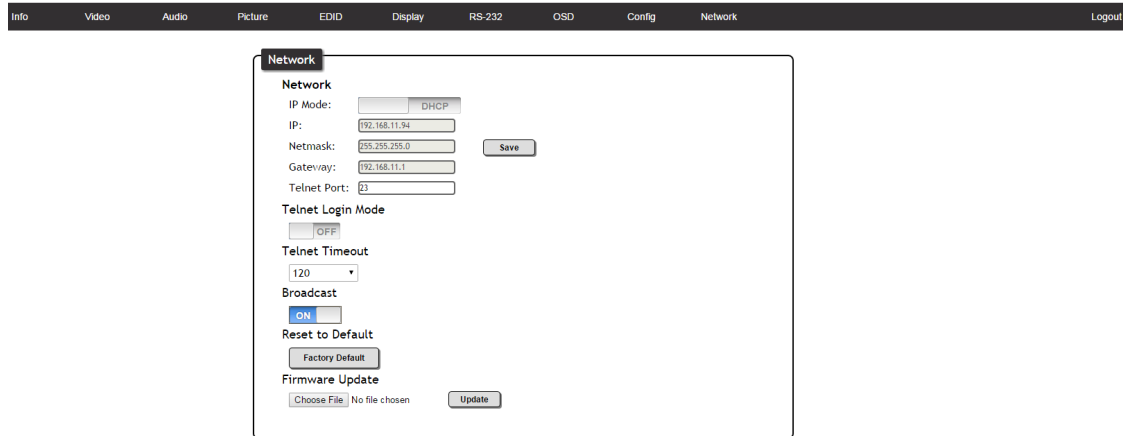 Info Video Audio Picture EDID Display RS-232 OSD Config Network Logout
Network
Network
IP Mode: DHCP
IP: 192.168.11.94
Netmask: 255.255.255.0 Save
Gateway: 192.168.11.1
Telnet Port: 23
Telnet Login Mode
OFF
Telnet Timeout
120
Broadcast
ON
Reset to Default
Factory Default
Firmware Update
Choose File No file chosen Update